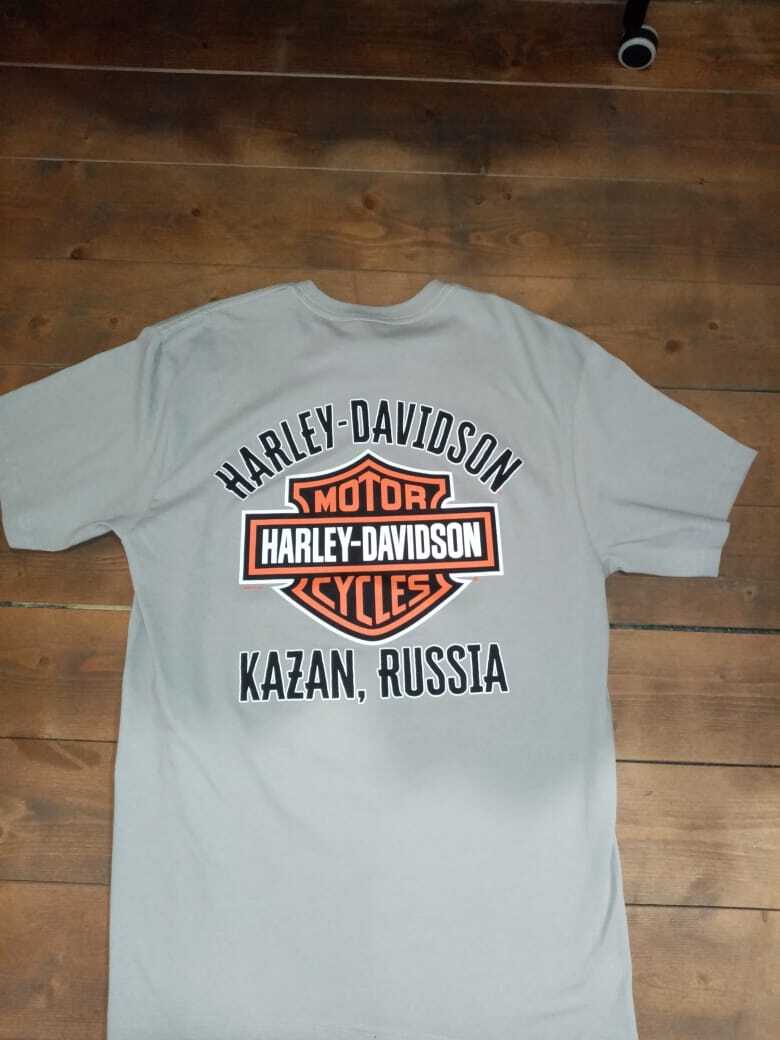 HARLEY-DAVIDSON
MOTOR
HARLEY-DAVIDSON
CYCLES
KAZAN, RUSSIA